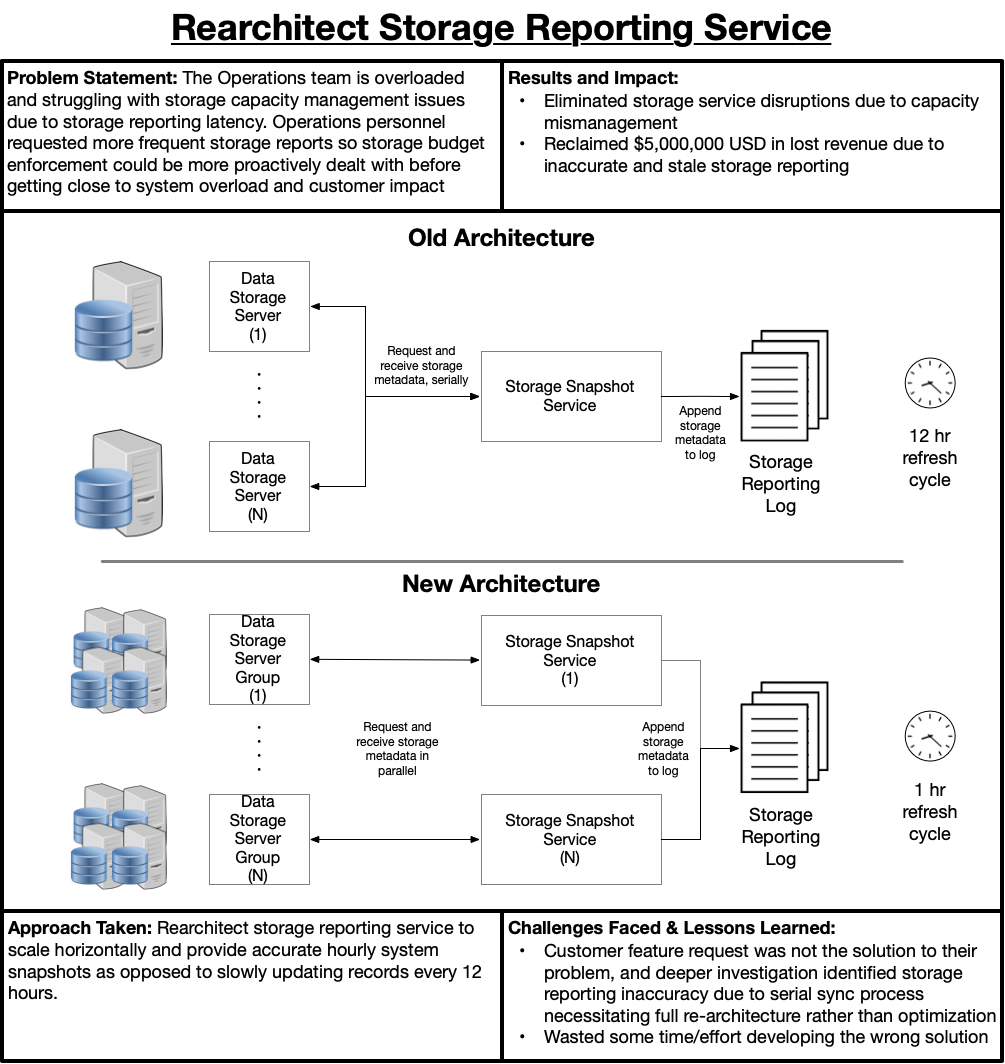 Rearchitect Storage Reporting Service
Problem Statement: The Operations team is overloaded
and struggling with storage capacity management issues
due to storage reporting latency. Operations personnel
requested more frequent storage reports so storage budget
enforcement could be more proactively dealt with before
getting close to system overload and customer impact
Results and Impact:
• Eliminated storage service disruptions due to capacity
mismanagement
• Reclaimed $5,000,000 USD in lost revenue due to
inaccurate and stale storage reporting
Old Architecture
Data
Storage
Server
(1)
Data
Storage
Server
(N)
Request and
receive storage
metadata, serially
Storage Snapshot
Service
Append
storage
metadata
to log
Storage
Reporting
Log
12 hr
refresh
cycle
New Architecture
Data
Storage
Server
Group
(1)
Data
Storage
Server
Group
(N)
Request and
receive storage
metadata in
parallel
Storage Snapshot
Service
(1)
Storage Snapshot
Service
(N)
Append
storage
metadata
to log
Storage
Reporting
Log
1 hr
refresh
cycle
Approach Taken: Rearchitect storage reporting service to
scale horizontally and provide accurate hourly system
snapshots as opposed to slowly updating records every 12
hours.
Challenges Faced & Lessons Learned:
• Customer feature request was not the solution to their
problem, and deeper investigation identified storage
reporting inaccuracy due to serial sync process
necessitating full re-architecture rather than optimization
• Wasted some time/effort developing the wrong solution